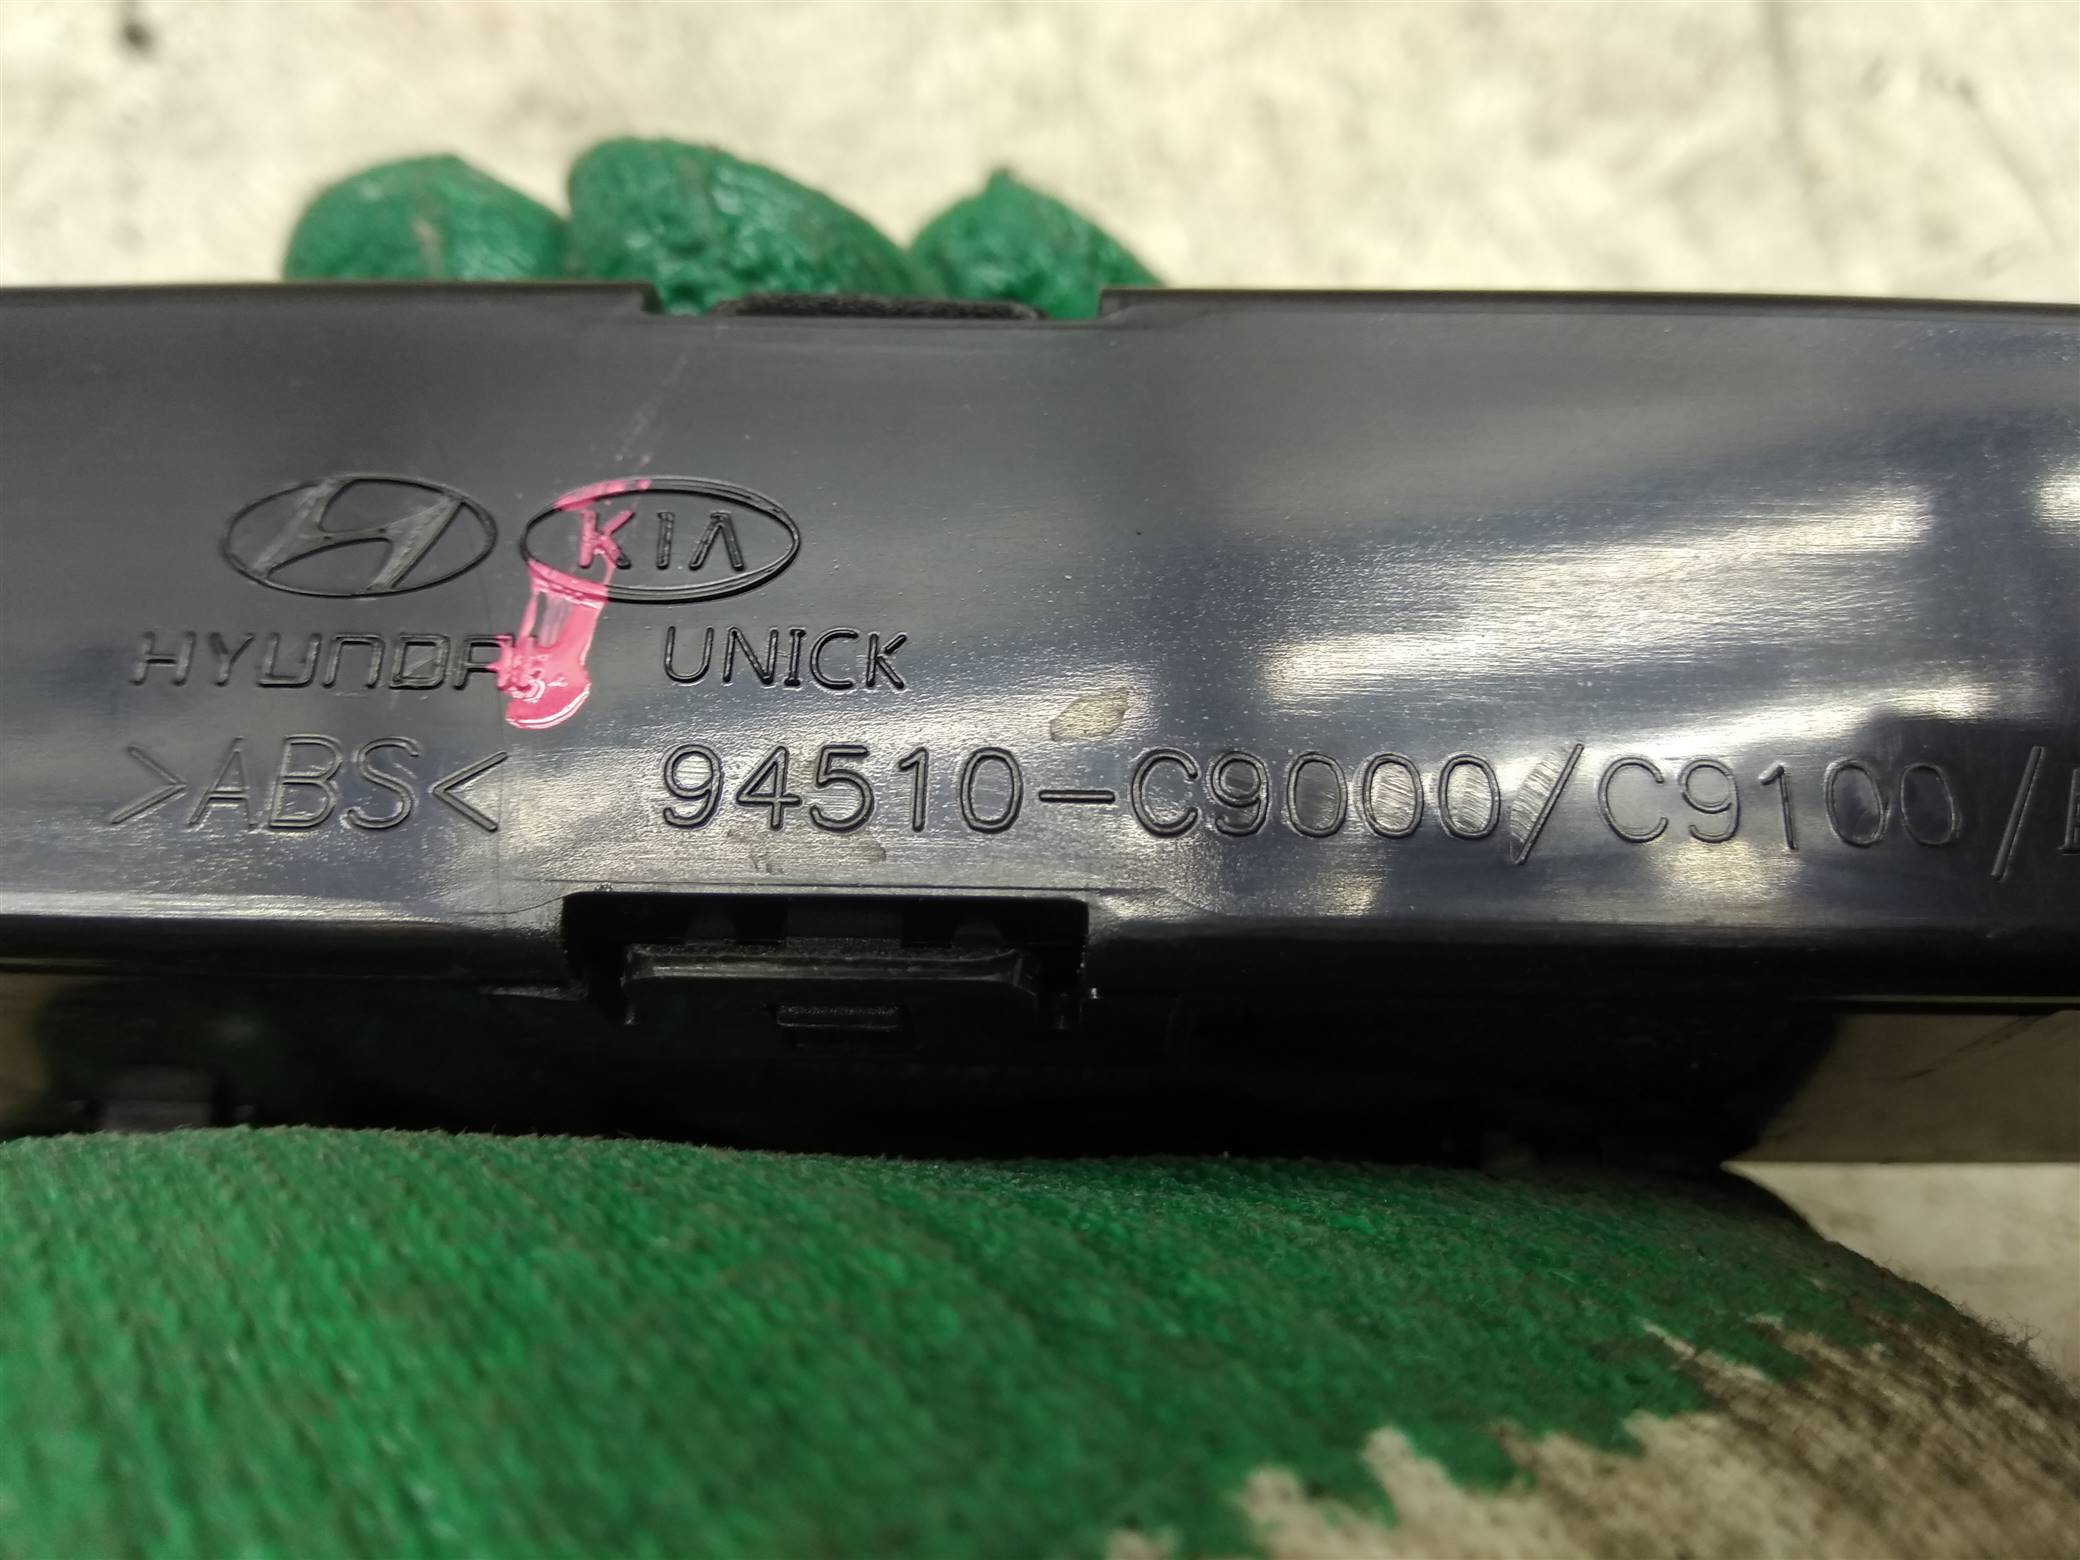 KIA
HYUNDAI UNICK
>ABS< 94510-C9000/C9100/